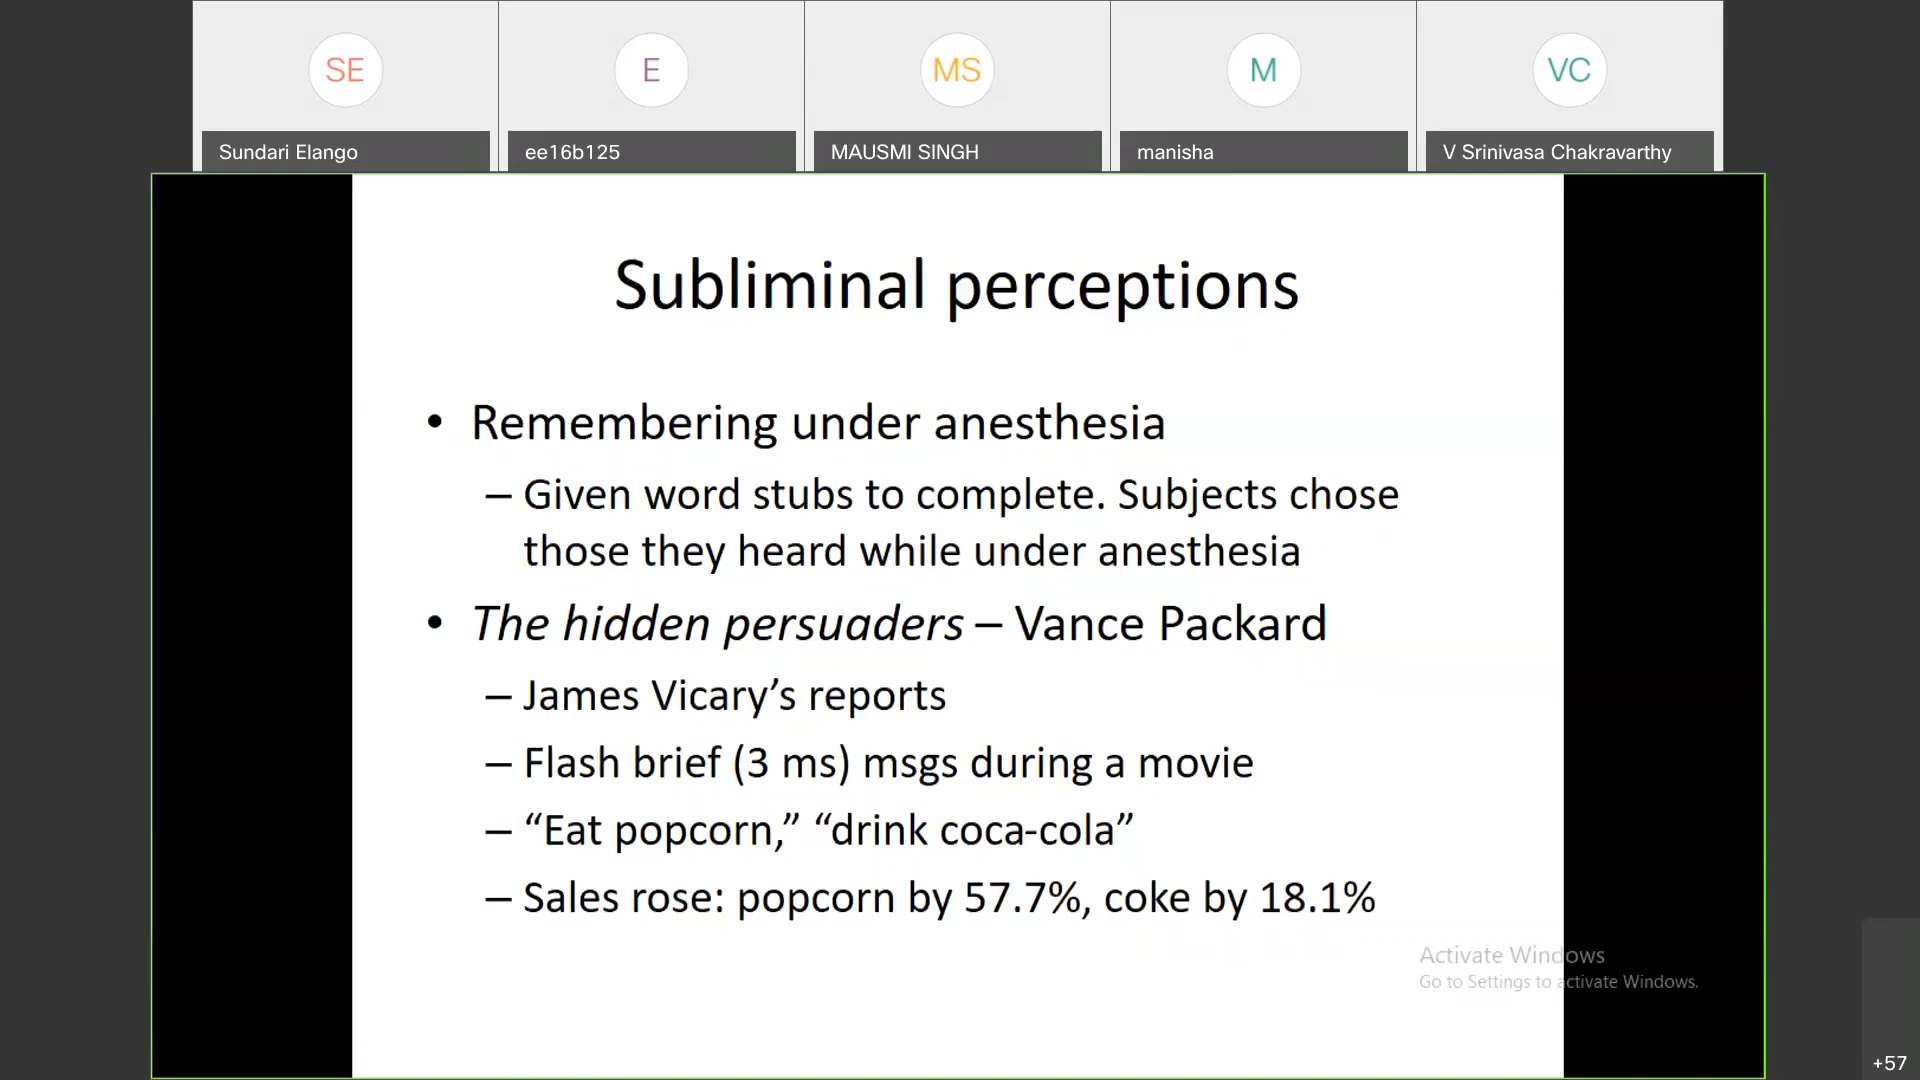 SE
E
MS
M
VC
Sundari Elango
ee16b125
MAUSMI SINGH
manisha
V Srinivasa Chakravarthy
Subliminal perceptions
• Remembering under anesthesia
– Given word stubs to complete. Subjects chose
those they heard while under anesthesia
• The hidden persuaders – Vance Packard
– James Vicary’s reports
– Flash brief (3 ms) msgs during a movie
– “Eat popcorn,” “drink coca-cola”
– Sales rose: popcorn by 57.7%, coke by 18.1%
Activate Windows
Go to Settings to activate Windows.
+57